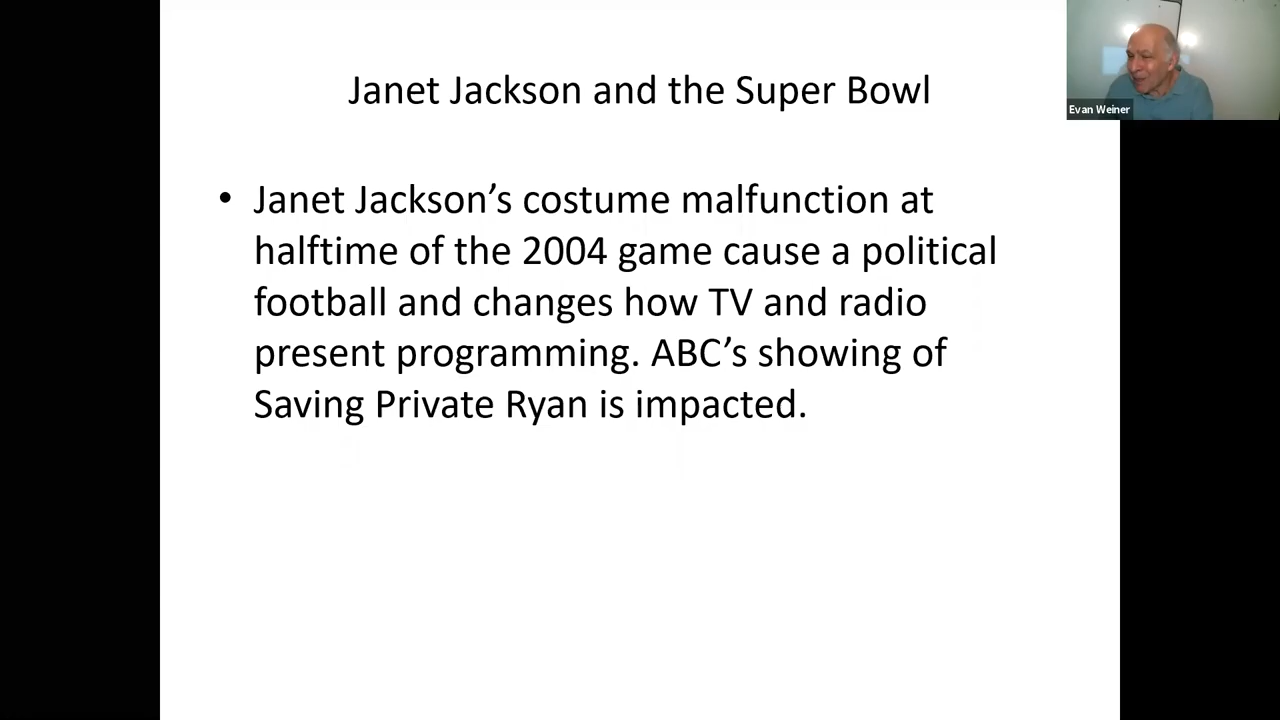 Janet Jackson and the Super Bowl
• Janet Jackson’s costume malfunction at
halftime of the 2004 game cause a political
football and changes how TV and radio
present programming. ABC’s showing of
Saving Private Ryan is impacted.
Evan Weiner